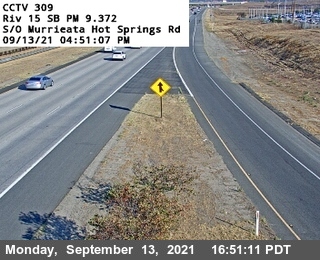 CCTV 309
Riv 15 SB PM 9.372
S/O Murrieata Hot Springs Rd
09/13/21 04:51:07 PM
Monday, September 13, 2021 16:51:11 PDT